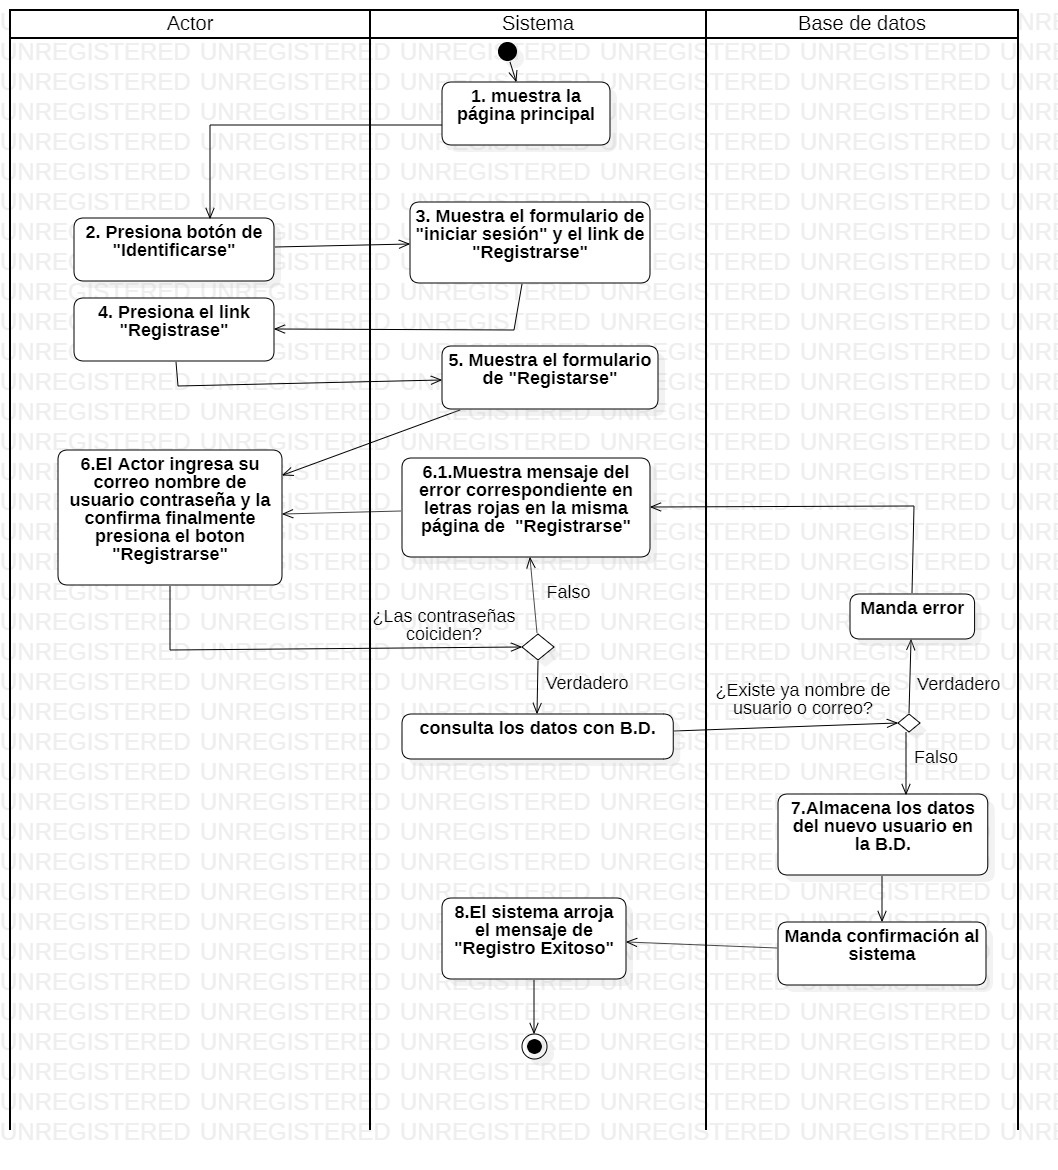 Actor
Sistema
Base de datos
1. muestra la
página principal
2. Presiona botón de
"Identificarse"
3. Muestra el formulario de
"iniciar sesión" y el link de
"Registrarse"
4. Presiona el link
"Registrase"
5. Muestra el formulario
de "Registarse"
6.El Actor ingresa su
correo nombre de
usuario contraseña y la
confirma finalmente
presiona el boton
"Registrarse"
6.1.Muestra mensaje del
error correspondiente en
letras rojas en la misma
página de "Registrarse"
Falso
¿Las contraseñas
coiciden?
Verdadero
consulta los datos con B.D.
Manda error
¿Existe ya nombre de
usuario o correo?
Verdadero
Falso
7.Almacena los datos
del nuevo usuario en
la B.D.
Manda confirmación al
sistema
8.El sistema arroja
el mensaje de
"Registro Exitoso"
UNREGISTERED